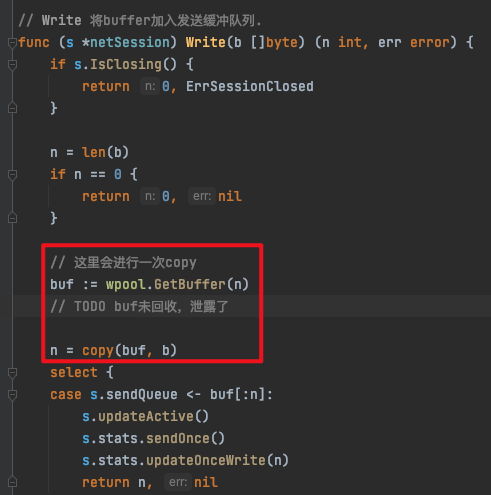 // Write 将buffer加入发送缓冲队列.
func (s *netSession) Write(b []byte) (n int, err error) {
if s.IsClosing() {
return n: 0, ErrSessionClosed
}
n = len(b)
if n == 0 {
return n: 0, err: nil
}
// 这里会进行一次copy
buf := wpool.GetBuffer(n)
// TODO buf未回收，泄露了
n = copy(buf, b)
select {
case s.sendQueue <- buf[:n]:
s.updateActive()
s.stats.sendOnce()
s.stats.updateOnceWrite(n)
return n, err: nil